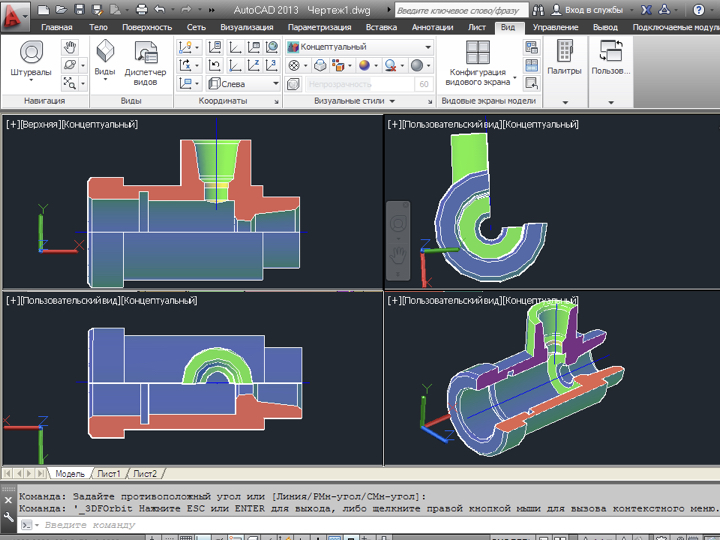 AutoCAD 2013 Чертеж1.dwg
Введите ключевое слово/фразу
Вход в службы
Главная Тело Поверхность Сеть Визуализация Параметризация Вставка Аннотации Лист Вид Управление Вывод Подключаемые модули
Концептуальный
Штурвалы
Виды
Диспетчер видов
Слева
Непрозрачность 60
Конфигурация видового экрана
Палитры
Пользов...
Навигация
Виды
Координаты
Визуальные стили
Видовые экраны модели
[+][Верхняя][Концептуальный]
[+][Пользовательский вид][Концептуальный]
Y
X
Z
X
[+][Пользовательский вид][Концептуальный]
[+][Пользовательский вид][Концептуальный]
X
Z
Y
Y
Z
Модель Лист1 Лист2
Команда: Задайте противоположный угол или [Линия/РМн-угол/СМн-угол]:
Команда: '_3DFOrbit Нажмите ESC или ENTER для выхода, либо щелкните правой кнопкой мыши для вызова контекстного меню.
Введите команду